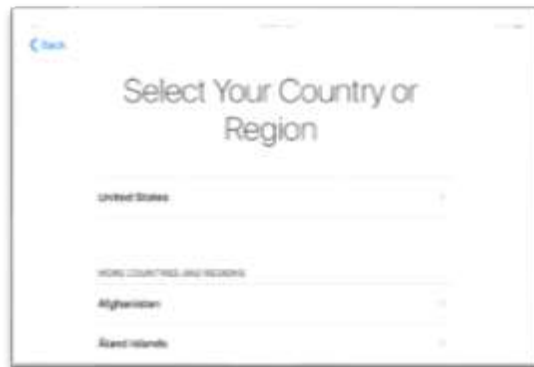 Back
Select Your Country or
Region
United States
MORE COUNTRIES AND REGIONS
Afghanistan
Åland Islands